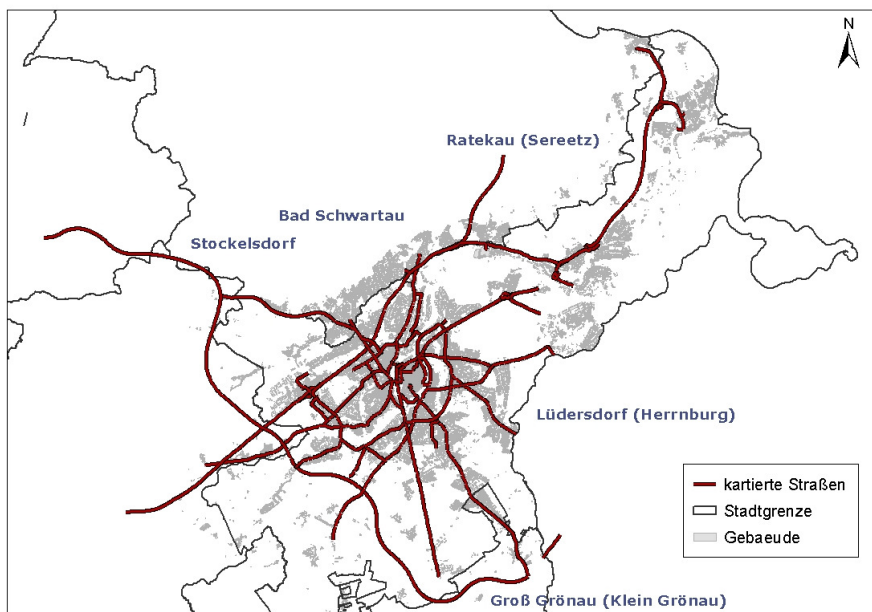 N
Ratekau (Sereetz)
Bad Schwartau
Stockelsdorf
Lüdersdorf (Herrnburg)
kartierte Straßen
Stadtgrenze
Gebaeude
Groß Grönau (Klein Grönau)